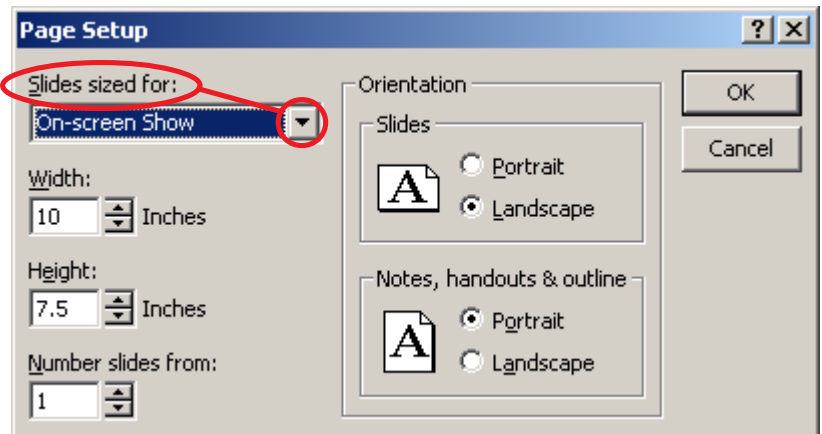 Page Setup
Slides sized for:
On-screen Show
Width:
10 Inches
Height:
7.5 Inches
Number slides from:
1
Orientation
Slides
A
Portrait
Landscape
Notes, handouts & outline
A
Portrait
Landscape
OK
Cancel
?